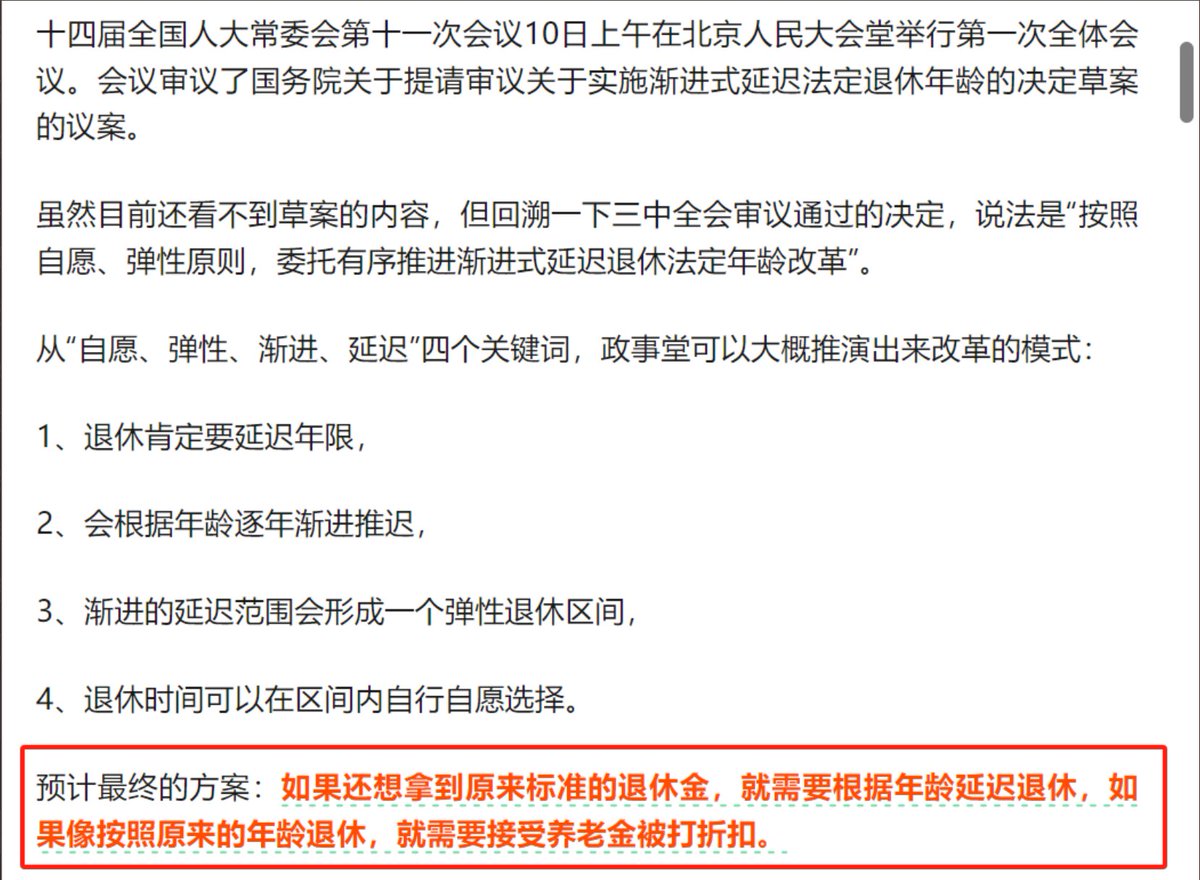 十四届全国人大常委会第十一次会议10日上午在北京人民大会堂举行第一次全体会
议。会议审议了国务院关于提请审议关于实施渐进式延迟法定退休年龄的决定草案
的议案。
虽然目前还看不到草案的内容，但回溯一下三中全会审议通过的决定，说法是“按照
自愿、弹性原则，委托有序推进渐进式延迟退休法定年龄改革”。
从“自愿、弹性、渐进、延迟”四个关键词，政事堂可以大概推演出来改革的模式：
1、退休肯定要延迟年限，
2、会根据年龄逐年渐进推迟，
3、渐进的延迟范围会形成一个弹性退休区间，
4、退休时间可以在区间内自行自愿选择。
预计最终的方案：如果还想拿到原来标准的退休金，就需要根据年龄延迟退休，如
果像按照原来的年龄退休，就需要接受养老金被打折扣。